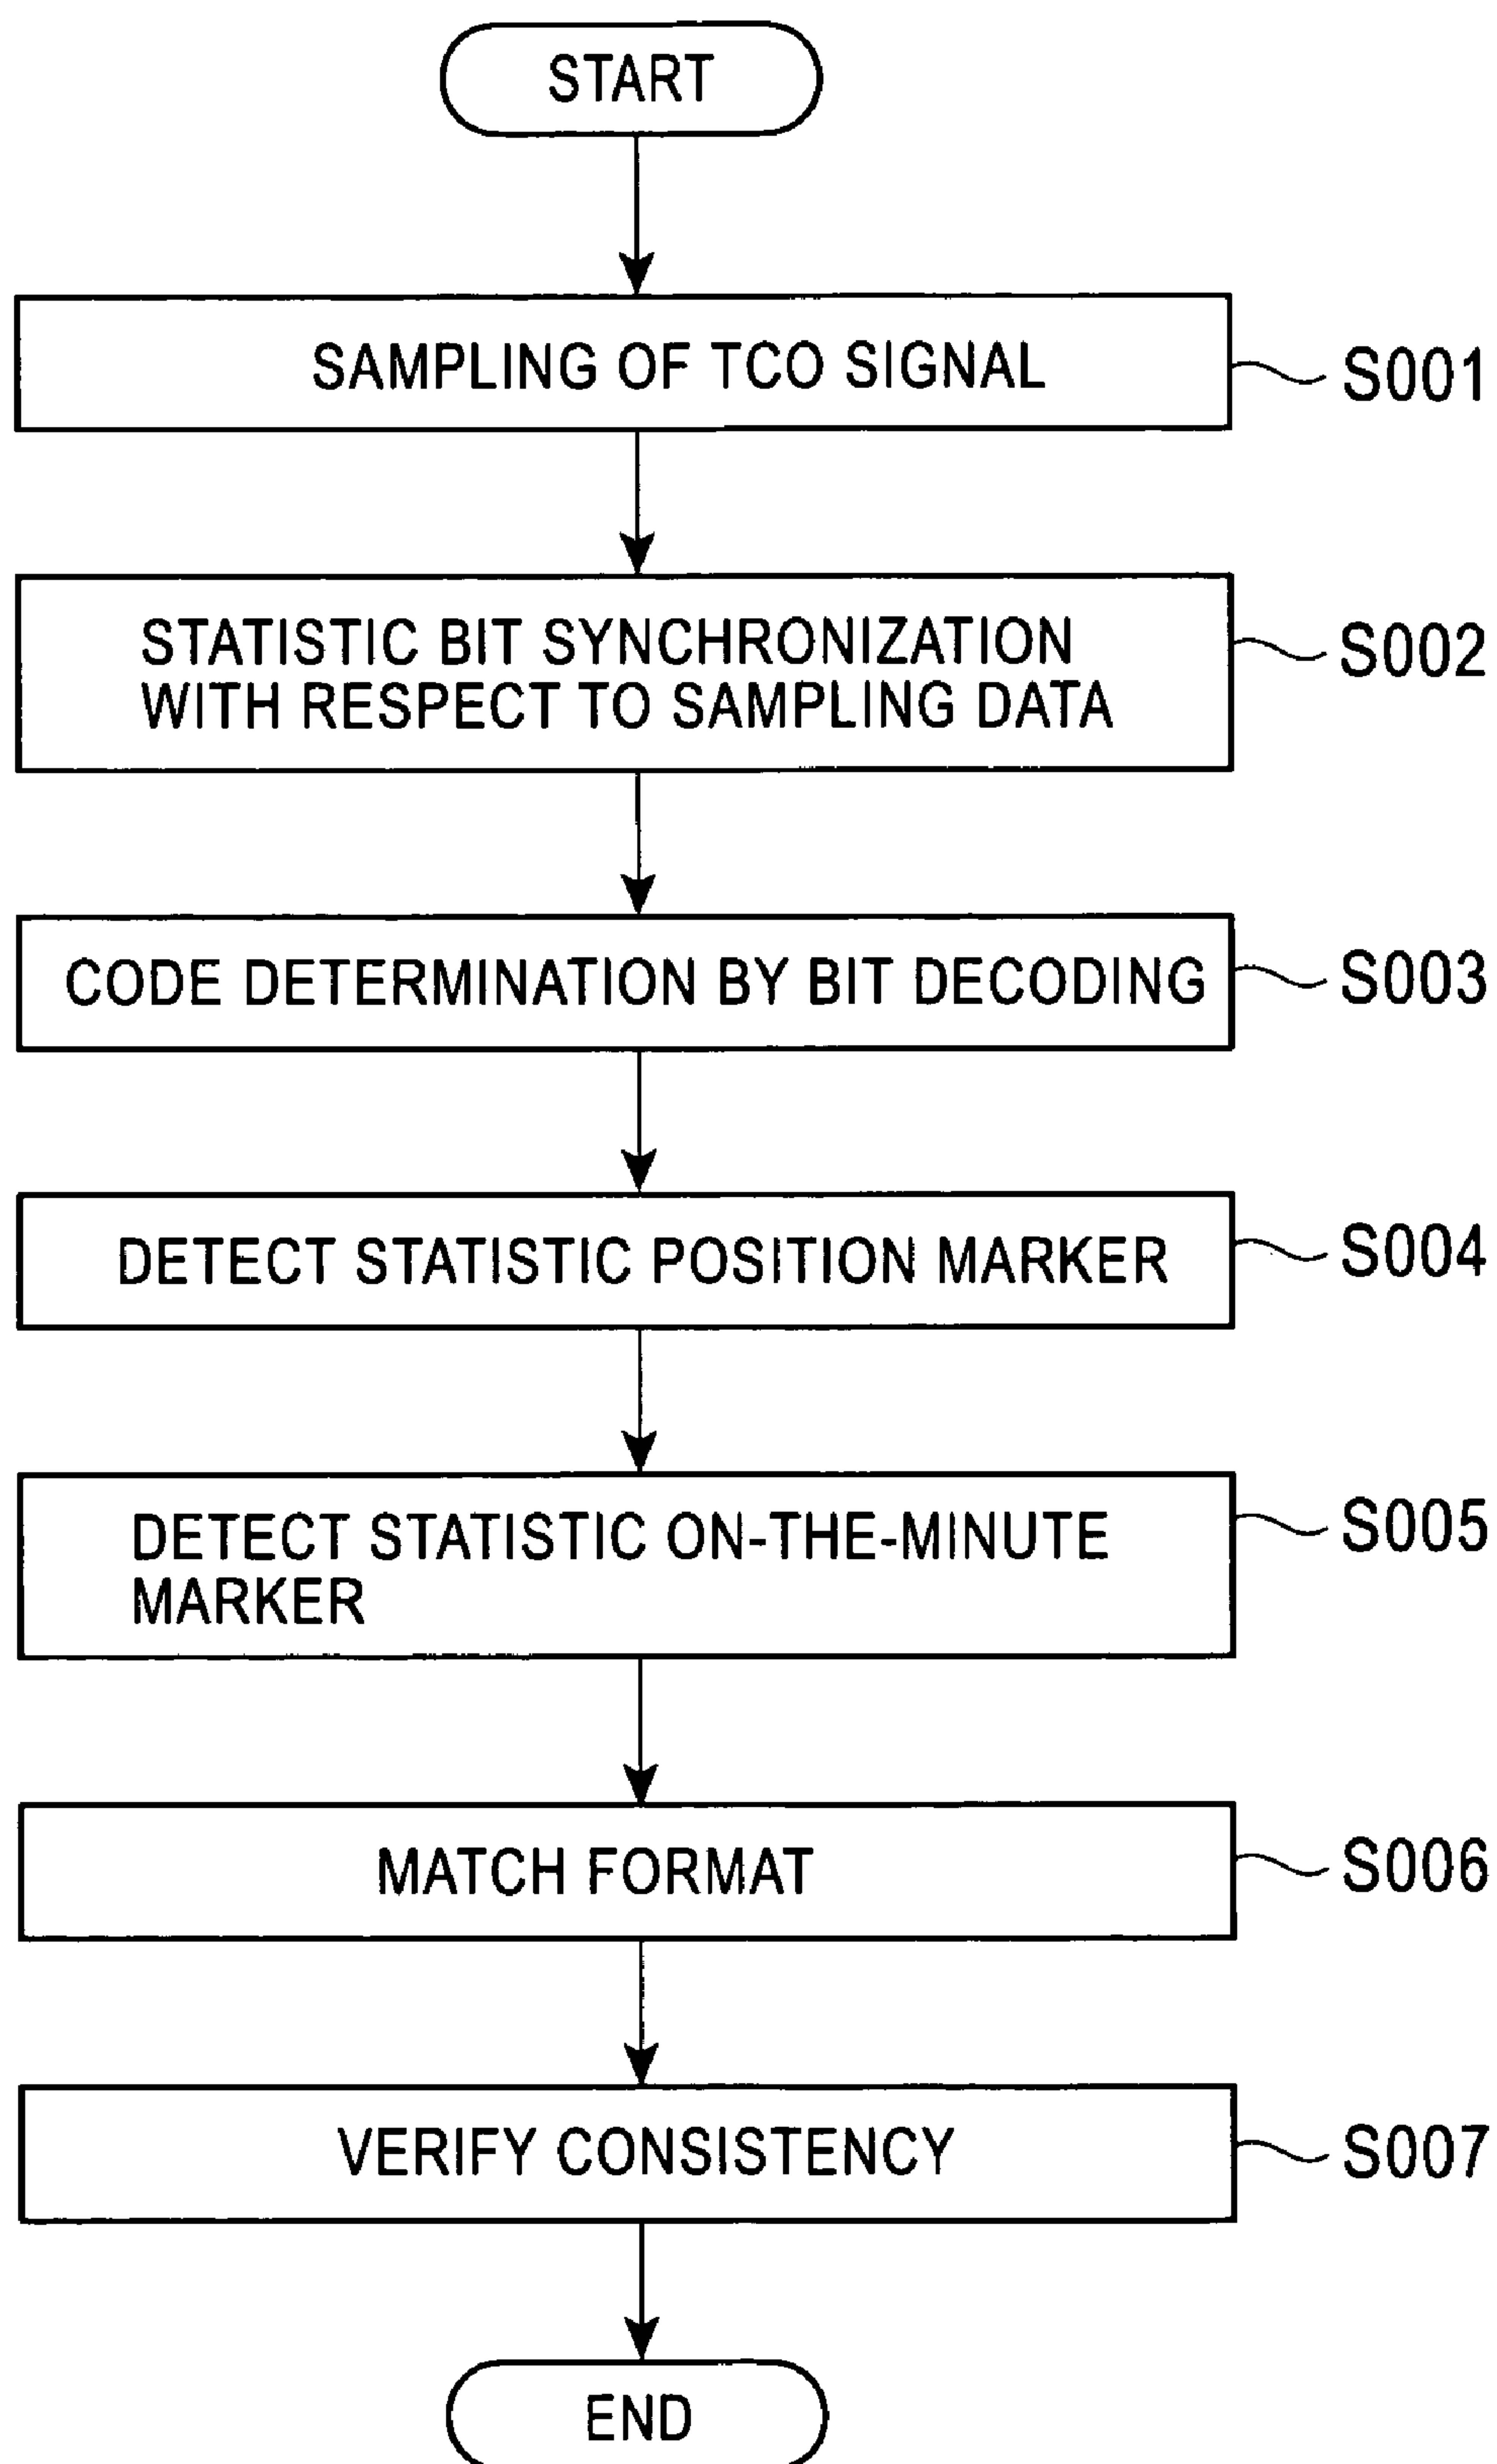 START
SAMPLING OF TCO SIGNAL
S001
STATISTIC BIT SYNCHRONIZATION
WITH RESPECT TO SAMPLING DATA
S002
CODE DETERMINATION BY BIT DECODING
S003
DETECT STATISTIC POSITION MARKER
S004
DETECT STATISTIC ON-THE-MINUTE
MARKER
S005
MATCH FORMAT
S006
VERIFY CONSISTENCY
S007
END